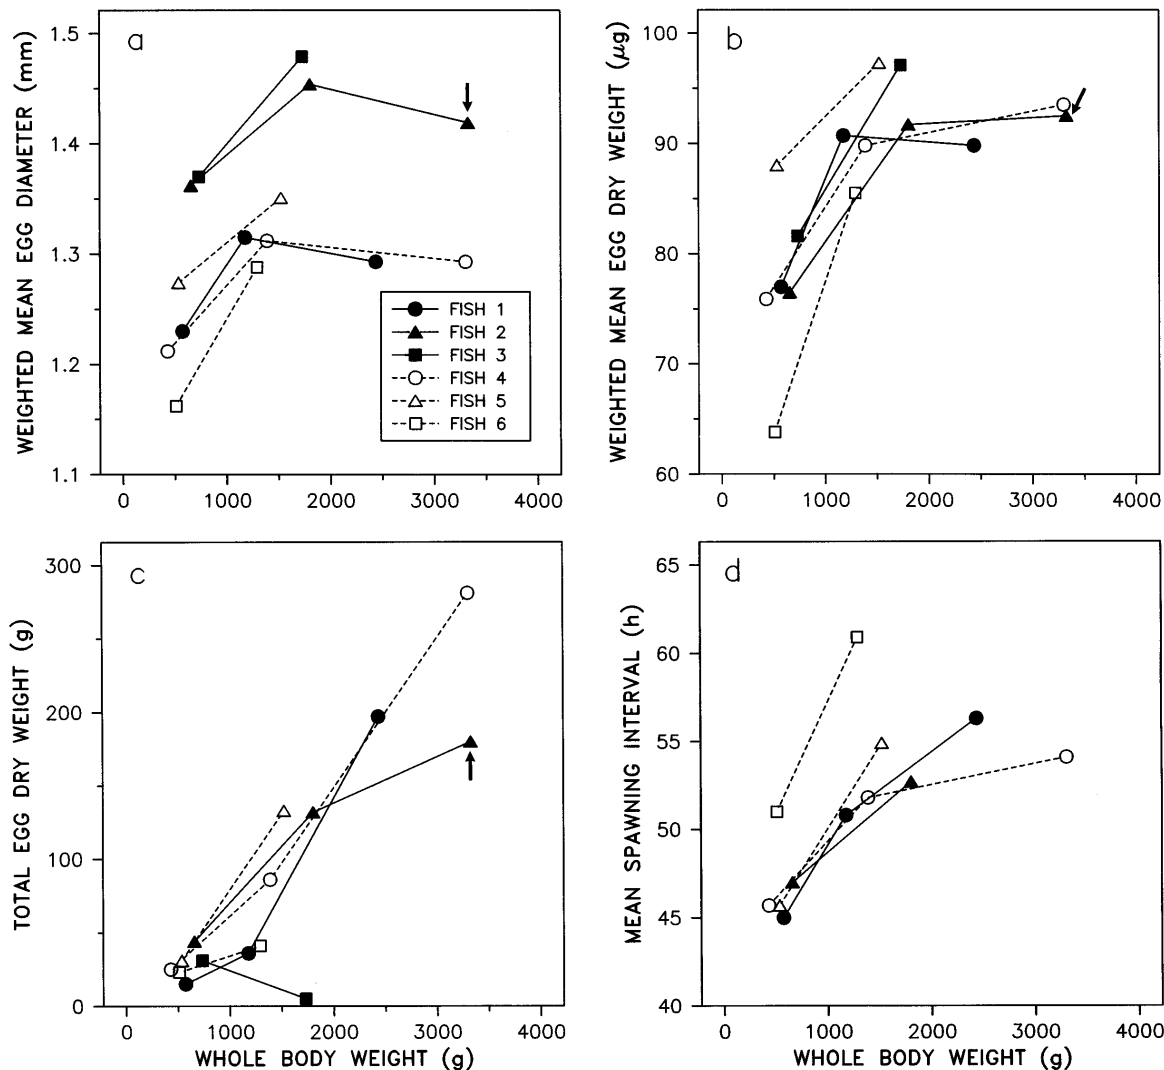 a
WEIGHTED MEAN EGG DIAMETER (mm)
1.5
1.4
1.3
1.2
1.1
0 1000 2000 3000 4000
FISH 1
FISH 2
FISH 3
FISH 4
FISH 5
FISH 6
b
WEIGHTED MEAN EGG DRY WEIGHT (µg)
100
90
80
70
60
0 1000 2000 3000 4000
c
TOTAL EGG DRY WEIGHT (g)
300
200
100
0
0 1000 2000 3000 4000
WHOLE BODY WEIGHT (g)
d
MEAN SPAWNING INTERVAL (h)
65
60
55
50
45
40
0 1000 2000 3000 4000
WHOLE BODY WEIGHT (g)